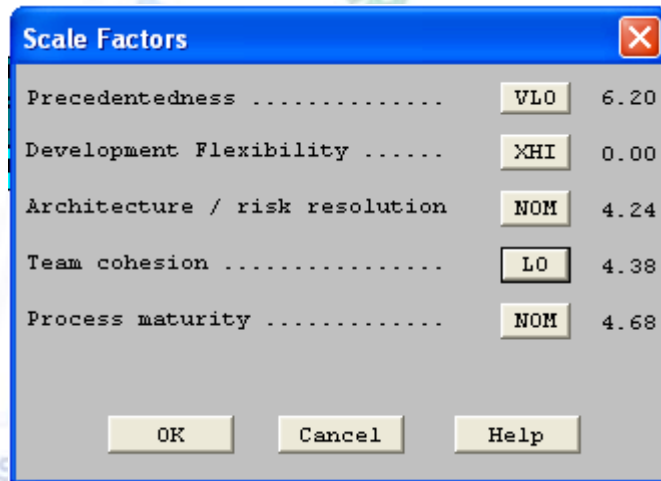 Scale Factors
Precedentedness .............. VLO 6.20
Development Flexibility ...... XHI 0.00
Architecture / risk resolution NOM 4.24
Team cohesion ................ LO 4.38
Process maturity ............. NOM 4.68
OK Cancel Help